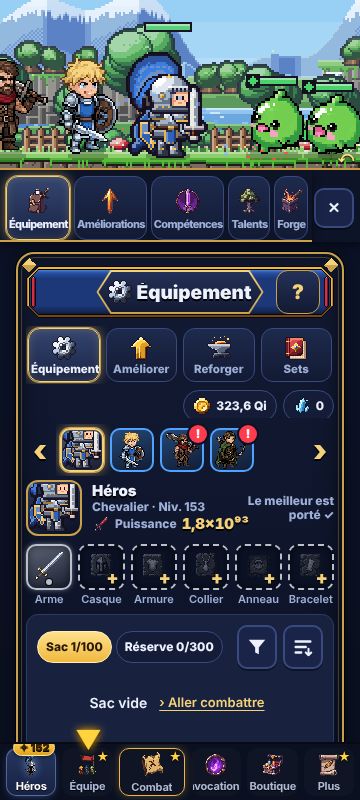 Équipement
Améliorations
Compétences
Talents
Forge
×
Équipement
?
Équipement
Améliorer
Reforger
Sets
323,6 Qi
0
!
!
Héros
Chevalier · Niv. 153
Le meilleur est
porté ✓
Puissance 1,8×10⁹³
Arme
Casque
Armure
Collier
Anneau
Bracelet
Sac 1/100
Réserve 0/300
Sac vide
› Aller combattre
Héros
Équipe
Combat
vocation
Boutique
Plus